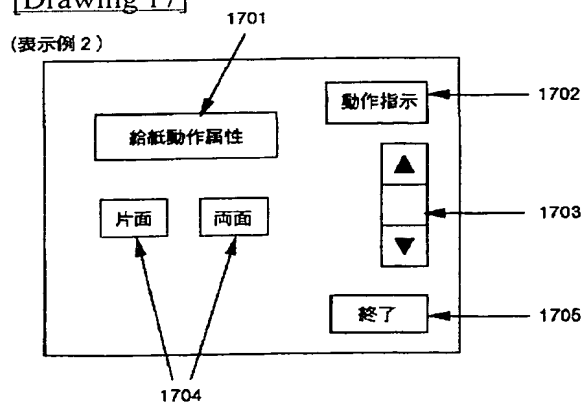 [Drawing 17]
1701
(表示例2)
動作指示
1702
給紙動作属性
▲
1703
片面
両面
▼
終了
1705
1704